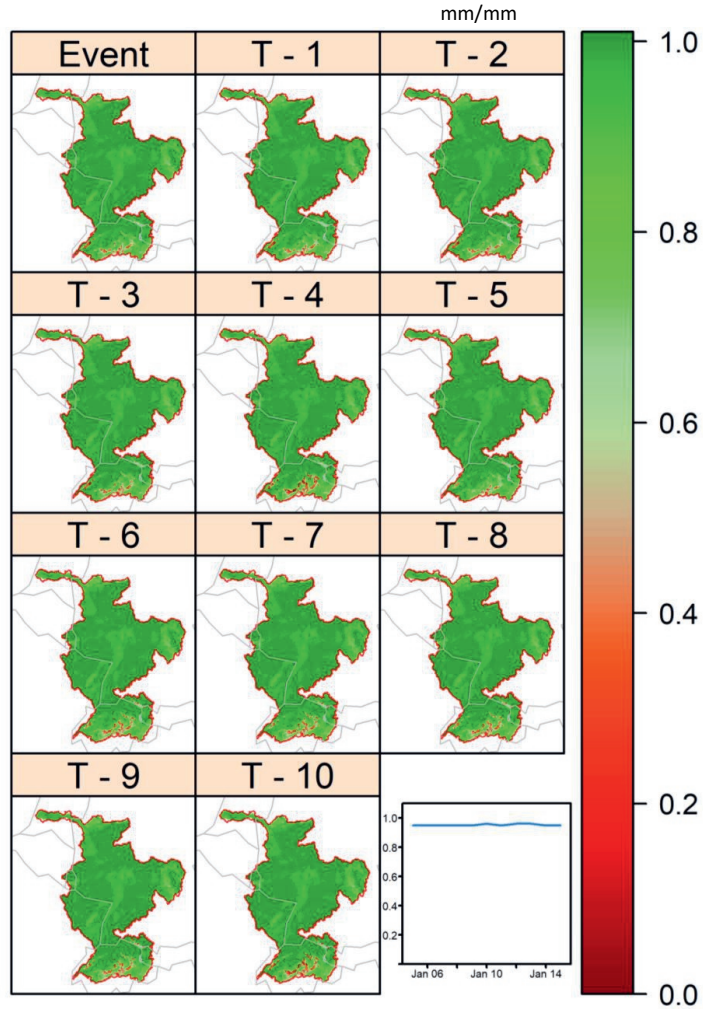 mm/mm
Event
T - 1
T - 2
T - 3
T - 4
T - 5
T - 6
T - 7
T - 8
T - 9
T - 10
1.0
0.8
0.6
0.4
0.2
Jan 06
Jan 10
Jan 14
1.0
0.8
0.6
0.4
0.2
0.0